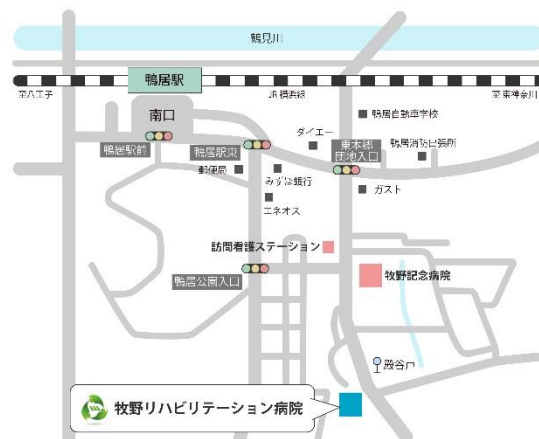 鶴見川
鴨居駅
至八王子
JR横浜線
至東神奈川
南口
鴨居自動車学校
ダイエー
鴨居駅前
鴨居駅東
東本郷
団地入口
鴨居消防出張所
郵便局
みずほ銀行
ガスト
エネオス
訪問看護ステーション
鴨居公園入口
牧野記念病院
殿谷戸
牧野リハビリテーション病院